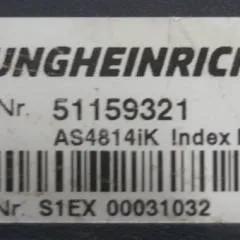 UNGHEINRICH
Nr. 51159321
AS4814iK Index
Nr. S1EX 00031032